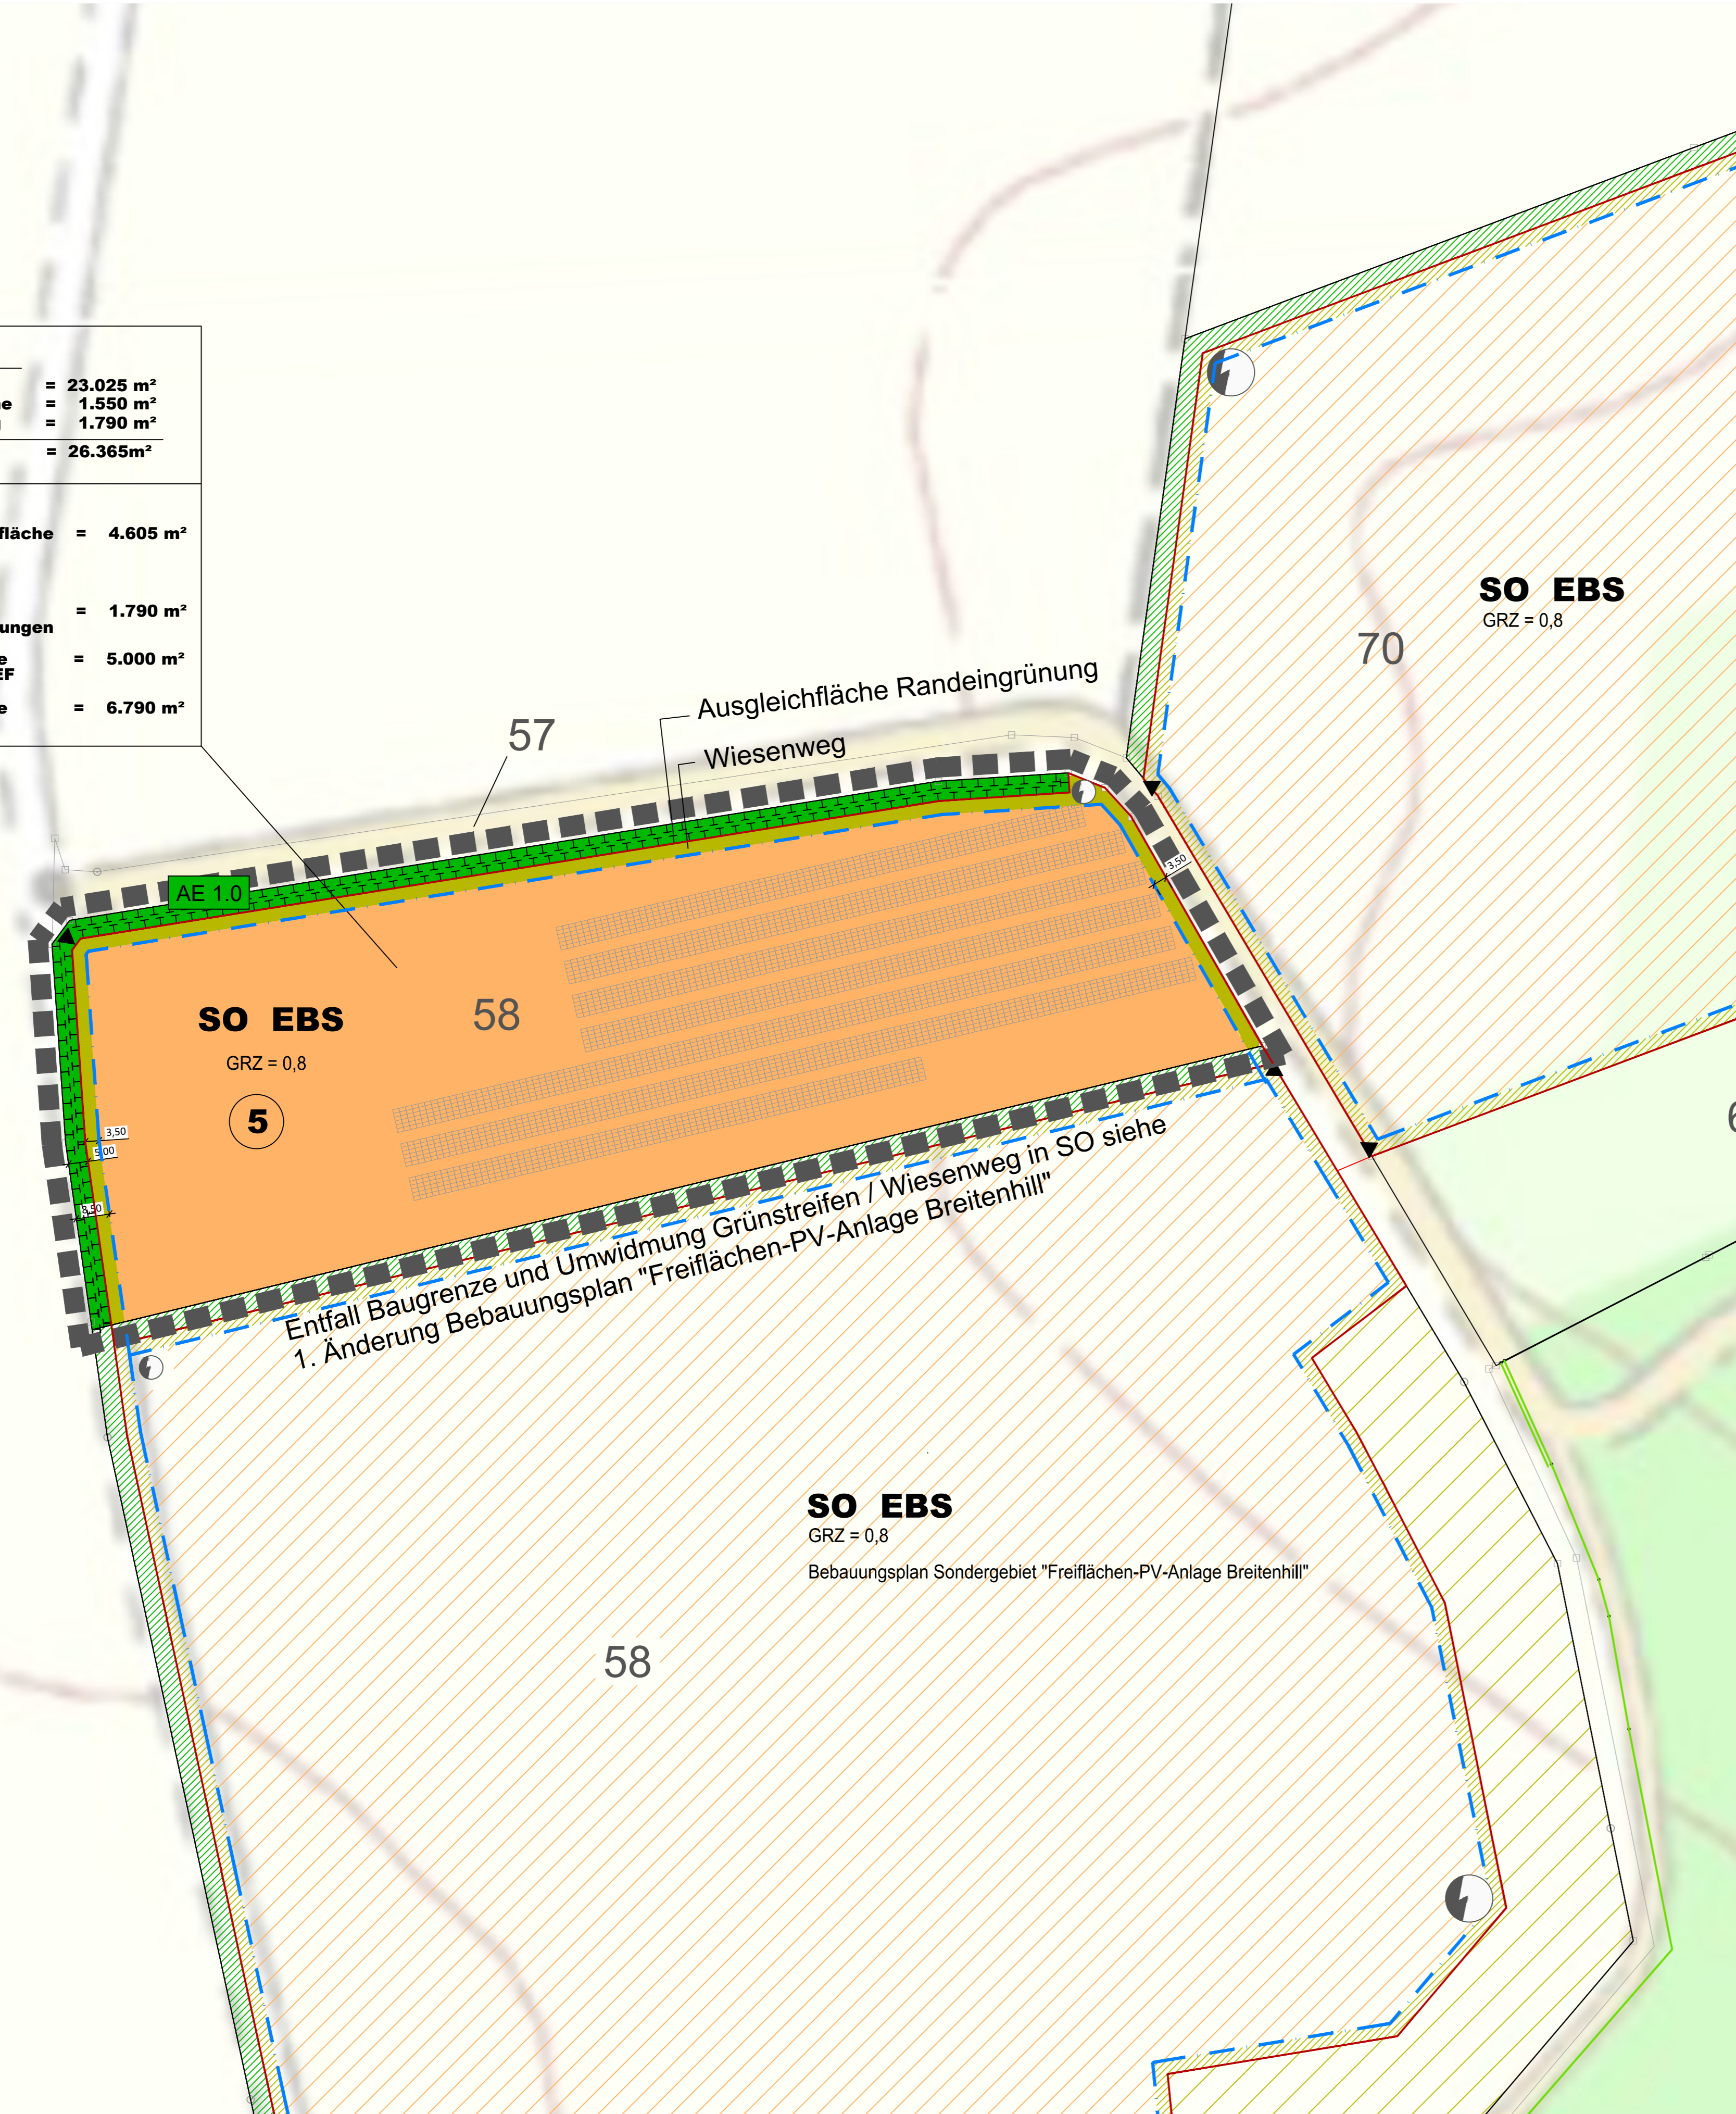 = 23.025 m²
= 1.550 m²
= 1.790 m²
= 26.365m²
fläche = 4.605 m²
= 1.790 m²
ungen
= 5.000 m²
EF
= 6.790 m²
57
Ausgleichfläche Randeingrünung
Wiesenweg
AE 1.0
SO EBS
GRZ = 0,8
70
3,50
SO EBS
58
GRZ = 0,8
5
3,50
5,00
3,50
Entfall Baugrenze und Umwidmung Grünstreifen / Wiesenweg in SO siehe
1. Änderung Bebauungsplan "Freiflächen-PV-Anlage Breitenhill"
SO EBS
GRZ = 0,8
Bebauungsplan Sondergebiet "Freiflächen-PV-Anlage Breitenhill"
58